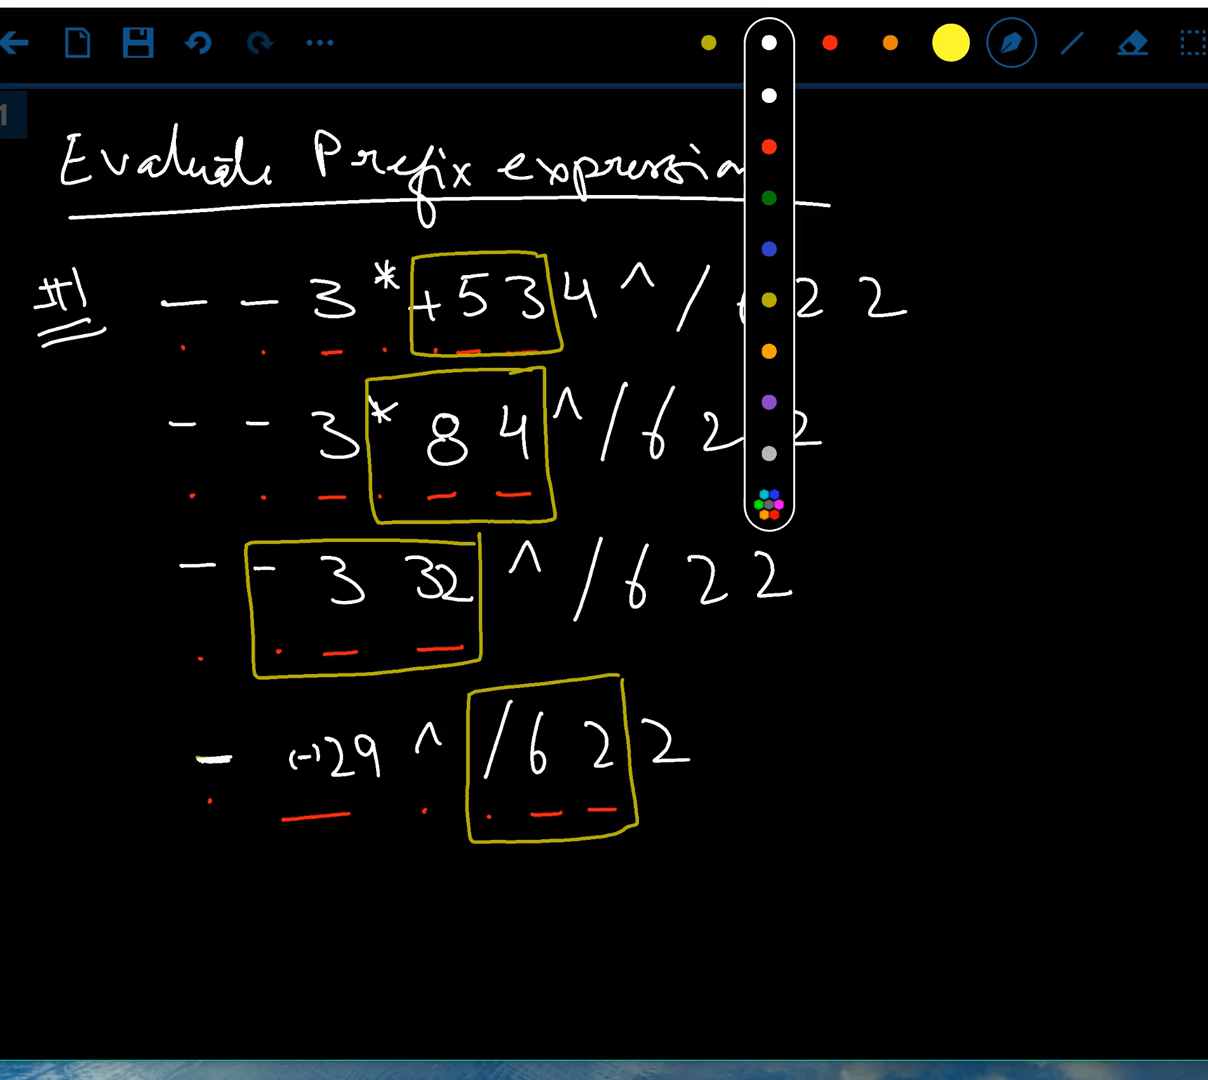 1
Evaluate Prefix expression
#1 - - 3 * + 5 3 4 ^ / 2 2
- - 3 * 8 4 ^ / 6 2 2
- - 3 32 ^ / 6 2 2
- (-)29 ^ / 6 2 2